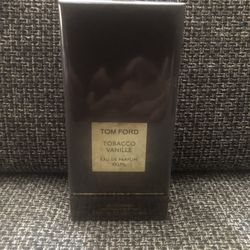 TOM FORD
TOBACCO
VANILLE
EAU DE PARFUM